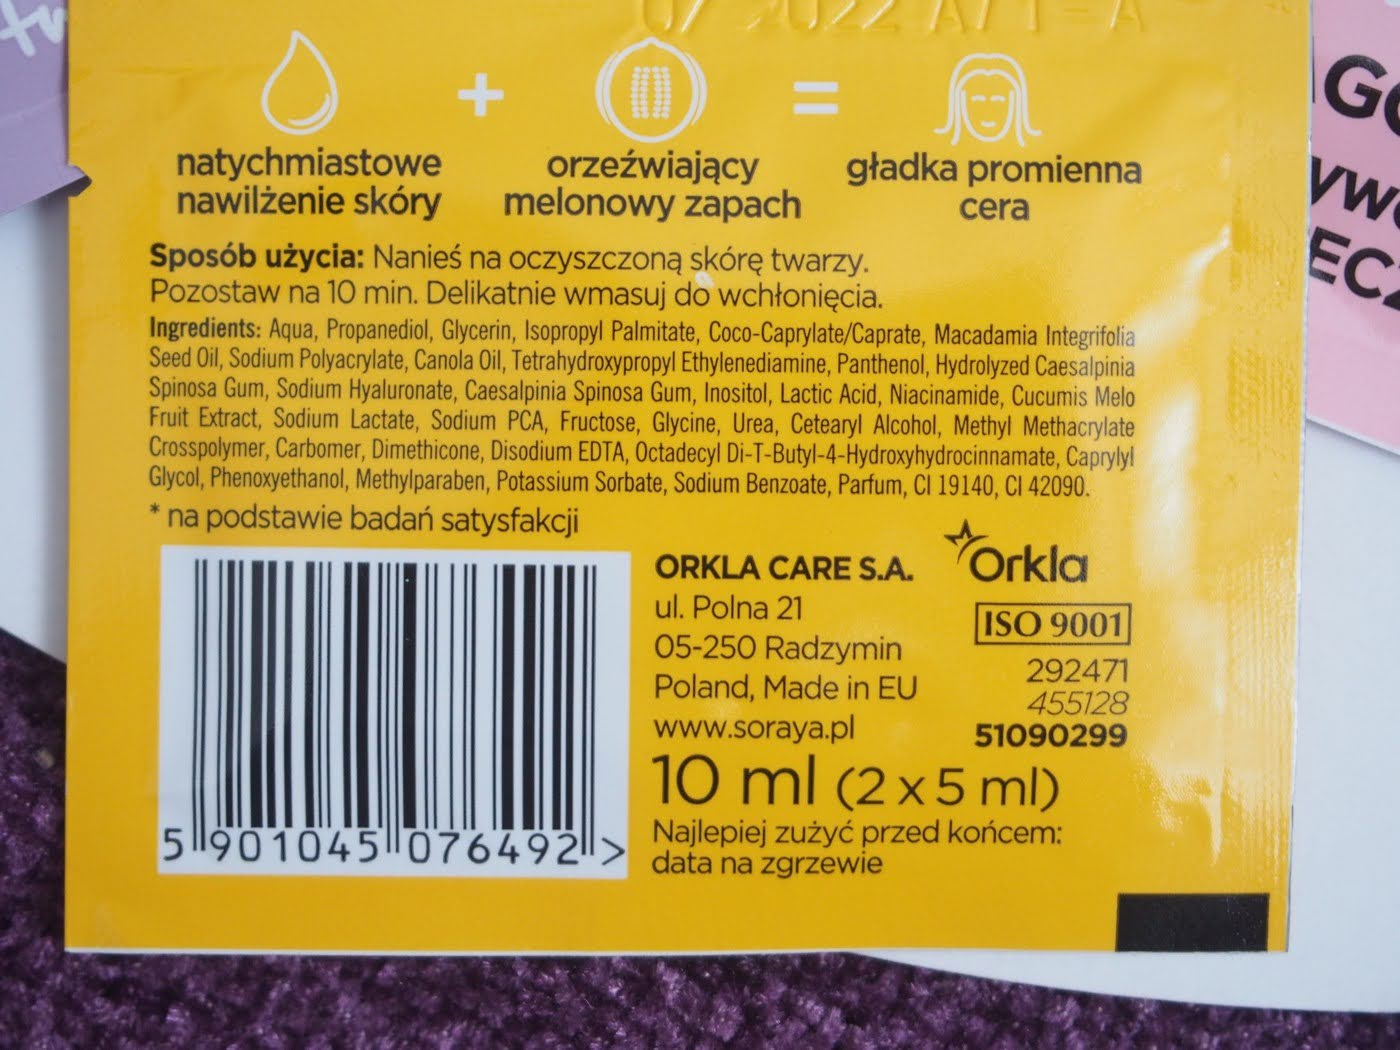 07 2022 A71-A
natychmiastowe
nawilżenie skóry
+
orzeźwiający
melonowy zapach
=
gładka promienna
cera
Sposób użycia: Nanieś na oczyszczoną skórę twarzy.
Pozostaw na 10 min. Delikatnie wmasuj do wchłonięcia.
Ingredients: Aqua, Propanediol, Glycerin, Isopropyl Palmitate, Coco-Caprylate/Caprate, Macadamia Integrifolia
Seed Oil, Sodium Polyacrylate, Canola Oil, Tetrahydroxypropyl Ethylenediamine, Panthenol, Hydrolyzed Caesalpinia
Spinosa Gum, Sodium Hyaluronate, Caesalpinia Spinosa Gum, Inositol, Lactic Acid, Niacinamide, Cucumis Melo
Fruit Extract, Sodium Lactate, Sodium PCA, Fructose, Glycine, Urea, Cetearyl Alcohol, Methyl Methacrylate
Crosspolymer, Carbomer, Dimethicone, Disodium EDTA, Octadecyl Di-T-Butyl-4-Hydroxyhydrocinnamate, Caprylyl
Glycol, Phenoxyethanol, Methylparaben, Potassium Sorbate, Sodium Benzoate, Parfum, CI 19140, CI 42090.
* na podstawie badań satysfakcji
5 901045 076492 >
ORKLA CARE S.A.
ul. Polna 21
05-250 Radzymin
Poland, Made in EU
www.soraya.pl
Orkla
ISO 9001
292471
455128
51090299
10 ml (2 x 5 ml)
Najlepiej zużyć przed końcem:
data na zgrzewie